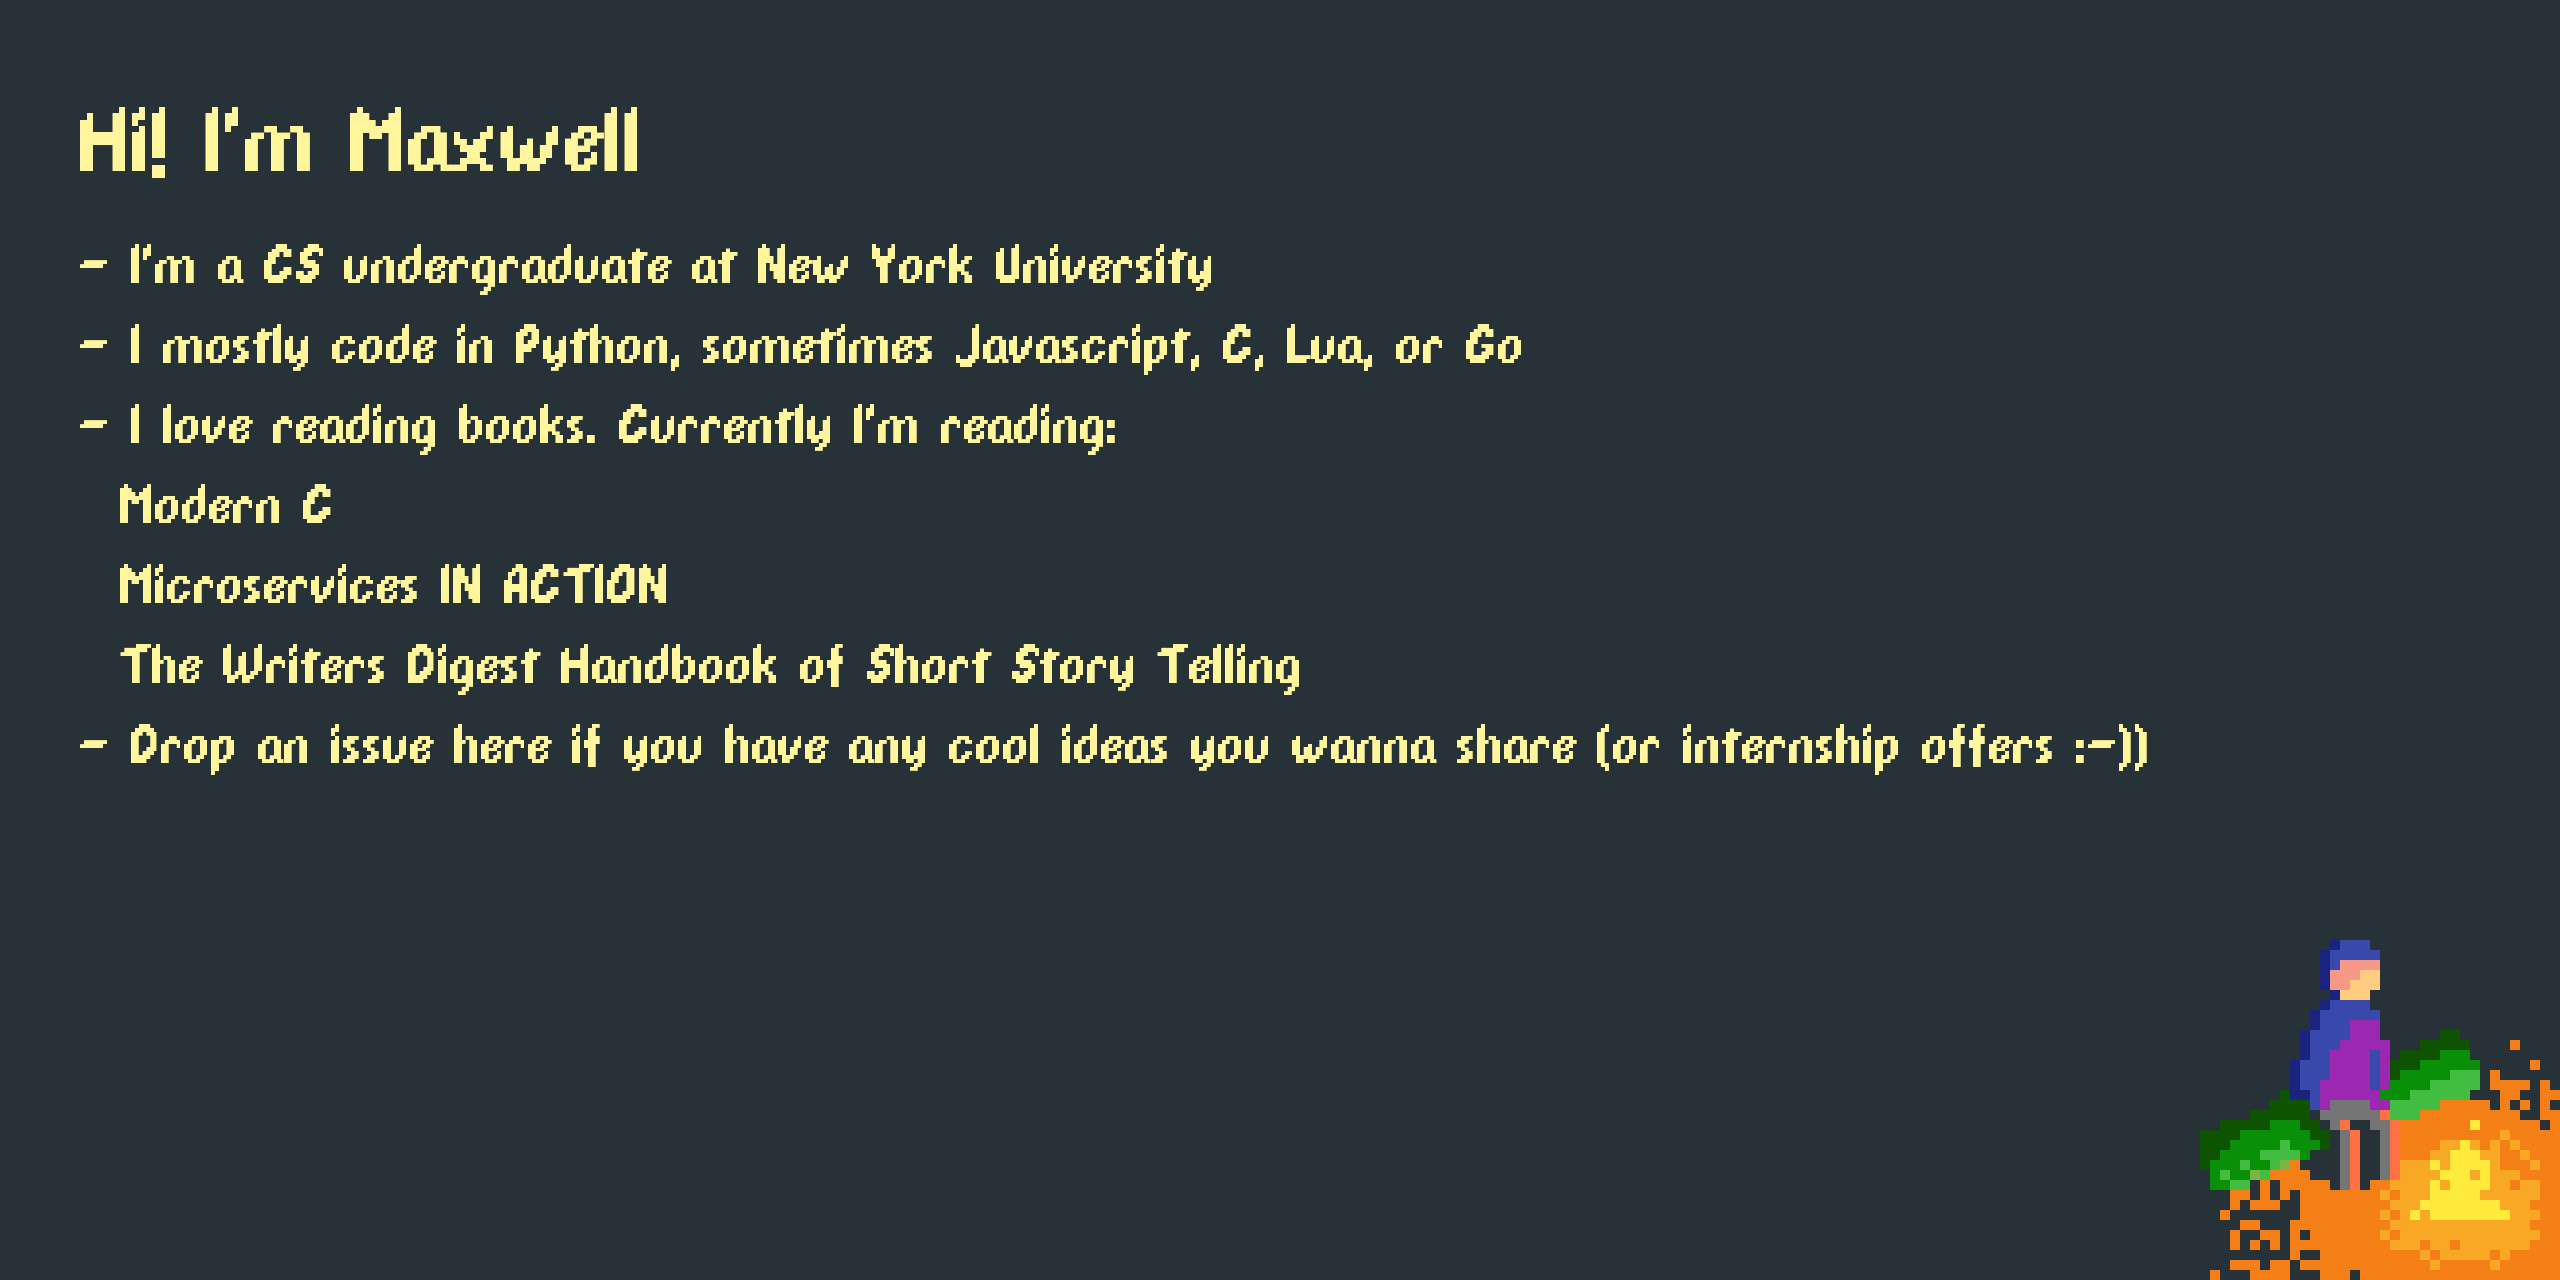 Hi! I'm Maxwell
- I'm a CS undergraduate at New York University
- I mostly code in Python, sometimes Javascript, C, Lua, or Go
- I love reading books. Currently I'm reading:
Modern C
Microservices IN ACTION
The Writers Digest Handbook of Short Story Telling
- Drop an issue here if you have any cool ideas you wanna share (or internship offers :-))